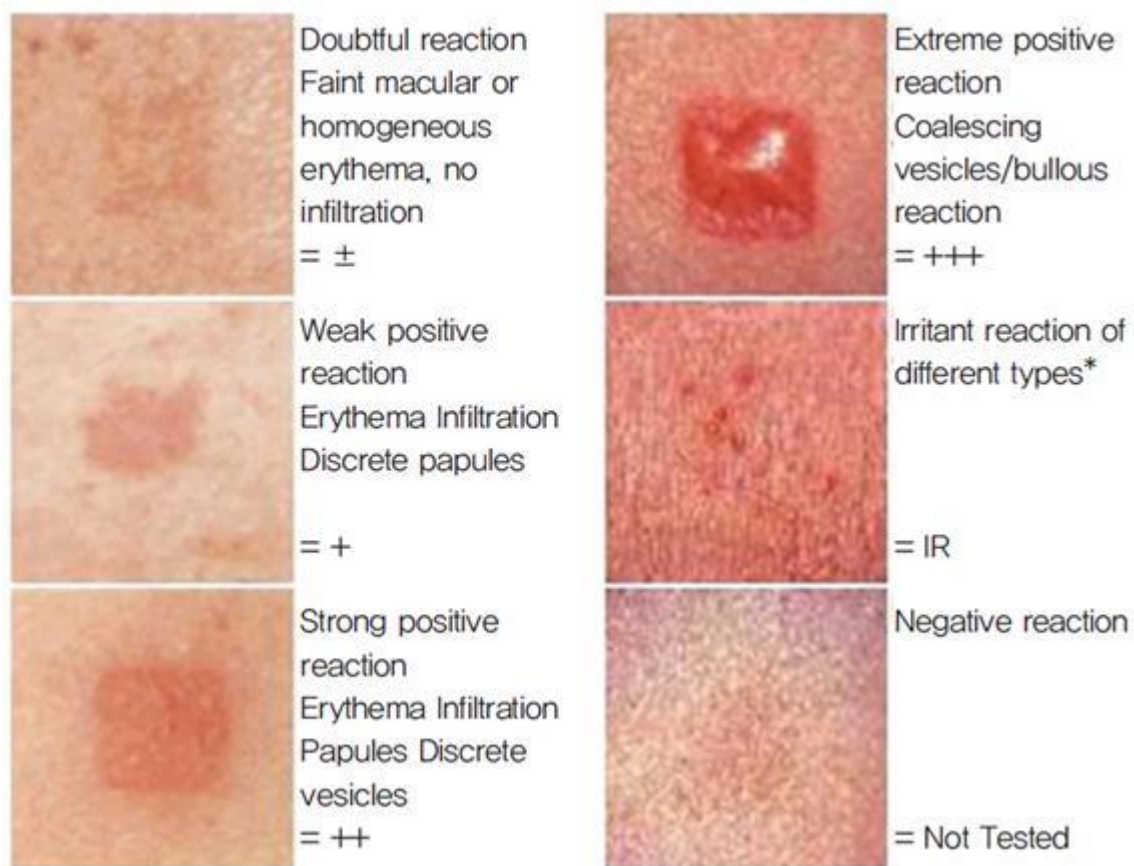 Doubtful reaction
Faint macular or
homogeneous
erythema, no
infiltration
= ±
Weak positive
reaction
Erythema Infiltration
Discrete papules
= +
Strong positive
reaction
Erythema Infiltration
Papules Discrete
vesicles
= ++
Extreme positive
reaction
Coalescing
vesicles/bullous
reaction
= +++
Irritant reaction of
different types*
= IR
Negative reaction
= Not Tested